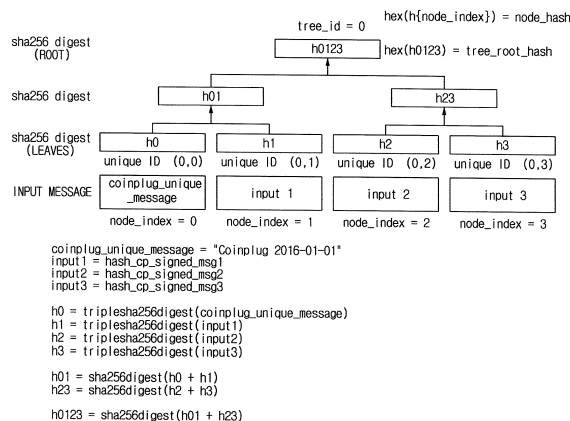 tree_id = 0
hex(h{node_index}) = node_hash
sha256 digest
(ROOT)
h0123
hex(h0123) = tree_root_hash
sha256 digest
h01
h23
sha256 digest
(LEAVES)
h0
h1
h2
h3
unique ID (0,0)
unique ID (0,1)
unique ID (0,2)
unique ID (0,3)
INPUT MESSAGE
coinplug_unique
_message
input 1
input 2
input 3
node_index = 0
node_index = 1
node_index = 2
node_index = 3
coinplug_unique_message = "Coinplug 2016-01-01"
input1 = hash_cp_signed_msg1
input2 = hash_cp_signed_msg2
input3 = hash_cp_signed_msg3
h0 = triplesha256digest(coinplug_unique_message)
h1 = triplesha256digest(input1)
h2 = triplesha256digest(input2)
h3 = triplesha256digest(input3)
h01 = sha256digest(h0 + h1)
h23 = sha256digest(h2 + h3)
h0123 = sha256digest(h01 + h23)